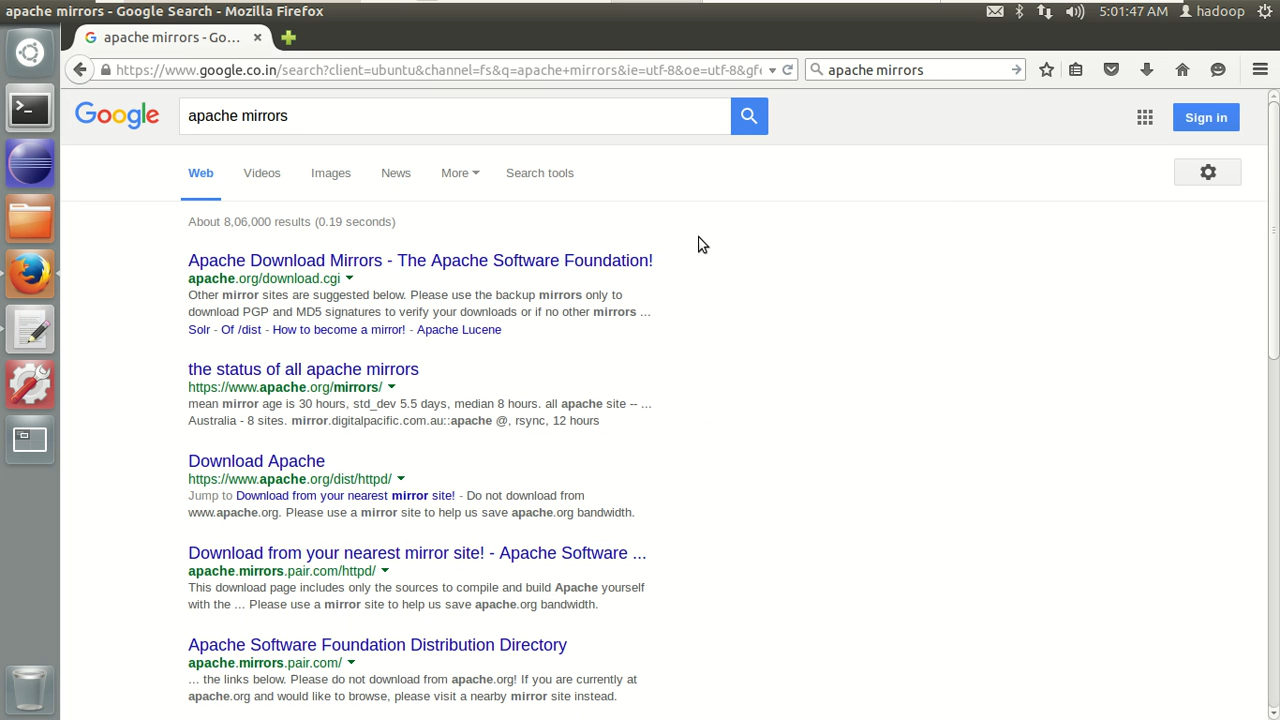 apache mirrors - Google Search - Mozilla Firefox
5:01:47 AM hadoop
apache mirrors - Go...
https://www.google.co.in/search?client=ubuntu&channel=fs&q=apache+mirrors&ie=utf-8&oe=utf-8&gfe
apache mirrors
Google
apache mirrors
Sign in
Web Videos Images News More Search tools
About 8,06,000 results (0.19 seconds)
Apache Download Mirrors - The Apache Software Foundation!
apache.org/download.cgi
Other mirror sites are suggested below. Please use the backup mirrors only to
download PGP and MD5 signatures to verify your downloads or if no other mirrors ...
Solr - Of /dist - How to become a mirror! - Apache Lucene
the status of all apache mirrors
https://www.apache.org/mirrors/
mean mirror age is 30 hours, std_dev 5.5 days, median 8 hours. all apache site -- ...
Australia - 8 sites. mirror.digitalpacific.com.au::apache @, rsync, 12 hours
Download Apache
https://www.apache.org/dist/httpd/
Jump to Download from your nearest mirror site! - Do not download from
www.apache.org. Please use a mirror site to help us save apache.org bandwidth.
Download from your nearest mirror site! - Apache Software ...
apache.mirrors.pair.com/httpd/
This download page includes only the sources to compile and build Apache yourself
with the ... Please use a mirror site to help us save apache.org bandwidth.
Apache Software Foundation Distribution Directory
apache.mirrors.pair.com/
... the links below. Please do not download from apache.org! If you are currently at
apache.org and would like to browse, please visit a nearby mirror site instead.